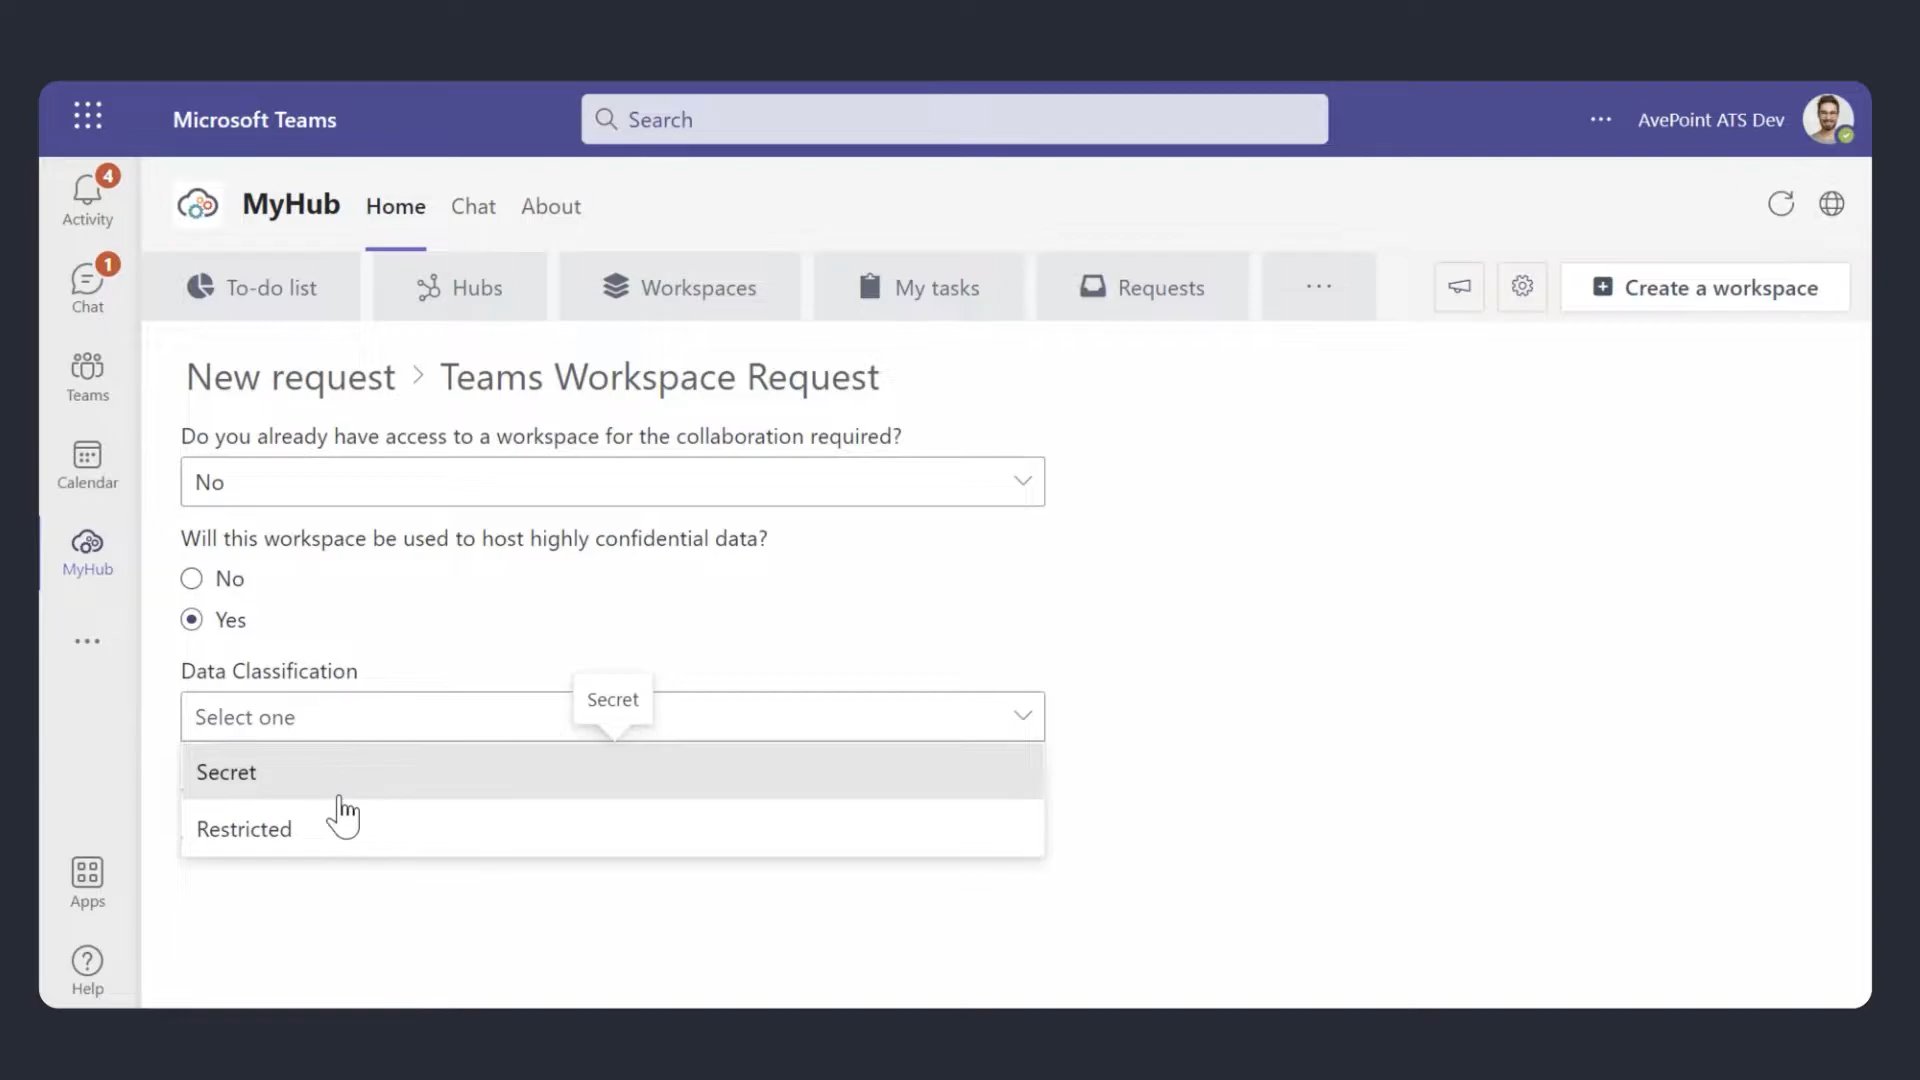 Microsoft Teams
Search
AvePoint ATS Dev
4
Activity
1
Chat
Teams
Calendar
MyHub
Apps
Help
MyHub Home Chat About
To-do list Hubs Workspaces My tasks Requests Create a workspace
New request > Teams Workspace Request
Do you already have access to a workspace for the collaboration required?
No
Will this workspace be used to host highly confidential data?
No
Yes
Data Classification
Secret
Select one
Secret
Restricted